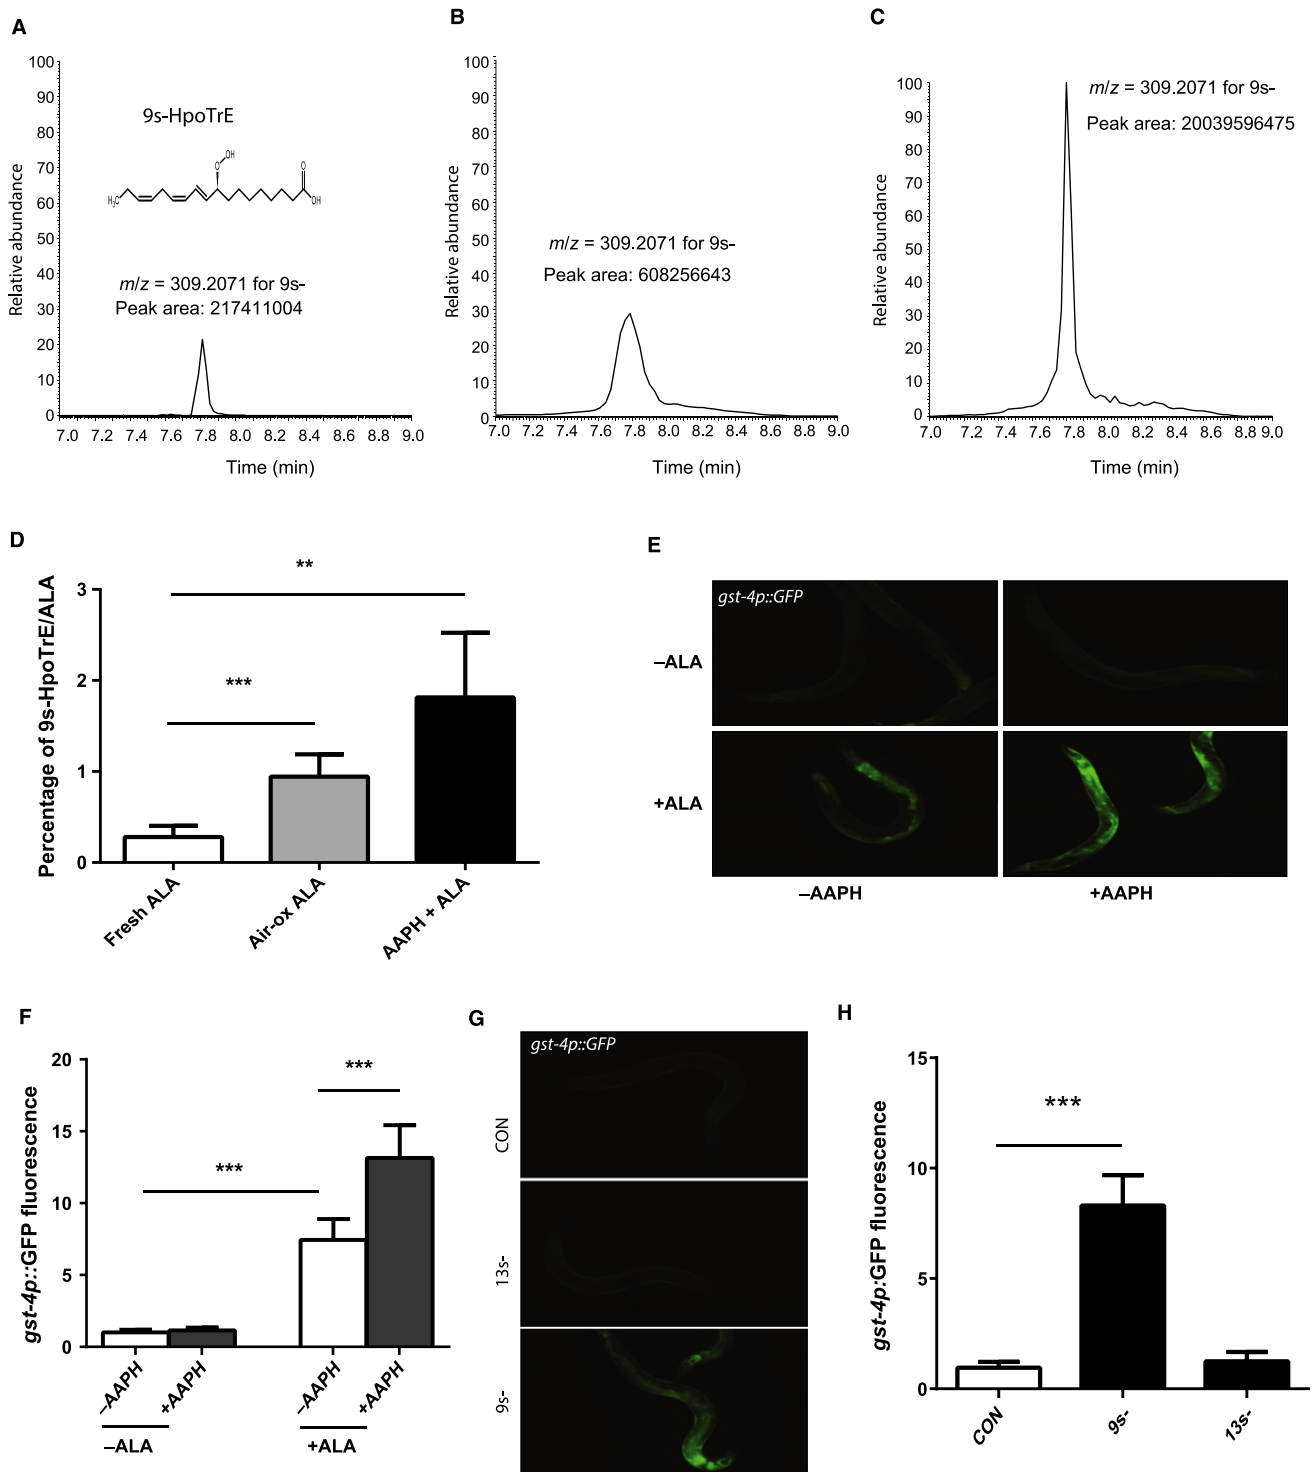 A
100
90
80
70
60
50
40
30
20
10
0
Relative abundance
9s-HpoTrE
OH
O
O
H3C
OH
m/z = 309.2071 for 9s-
Peak area: 217411004
7.0 7.2 7.4 7.6 7.8 8.0 8.2 8.4 8.6 8.8 9.0
Time (min)
B
100
90
80
70
60
50
40
30
20
10
0
Relative abundance
m/z = 309.2071 for 9s-
Peak area: 608256643
7.0 7.2 7.4 7.6 7.8 8.0 8.2 8.4 8.6 8.8 9.0
Time (min)
C
100
90
80
70
60
50
40
30
20
10
0
Relative abundance
m/z = 309.2071 for 9s-
Peak area: 20039596475
7.0 7.2 7.4 7.6 7.8 8.0 8.2 8.4 8.6 8.8 9.0
Time (min)
D
Percentage of 9s-HpoTrE/ALA
3
2
1
0
**
***
Fresh ALA
Air-ox ALA
AAPH + ALA
E
gst-4p::GFP
–ALA
+ALA
–AAPH
+AAPH
F
gst-4p::GFP fluorescence
20
15
10
5
0
***
***
–AAPH
+AAPH
–AAPH
+AAPH
–ALA
+ALA
G
gst-4p::GFP
CON
13s-
9s-
H
gst-4p:GFP fluorescence
15
10
5
0
***
CON
9s-
13s-